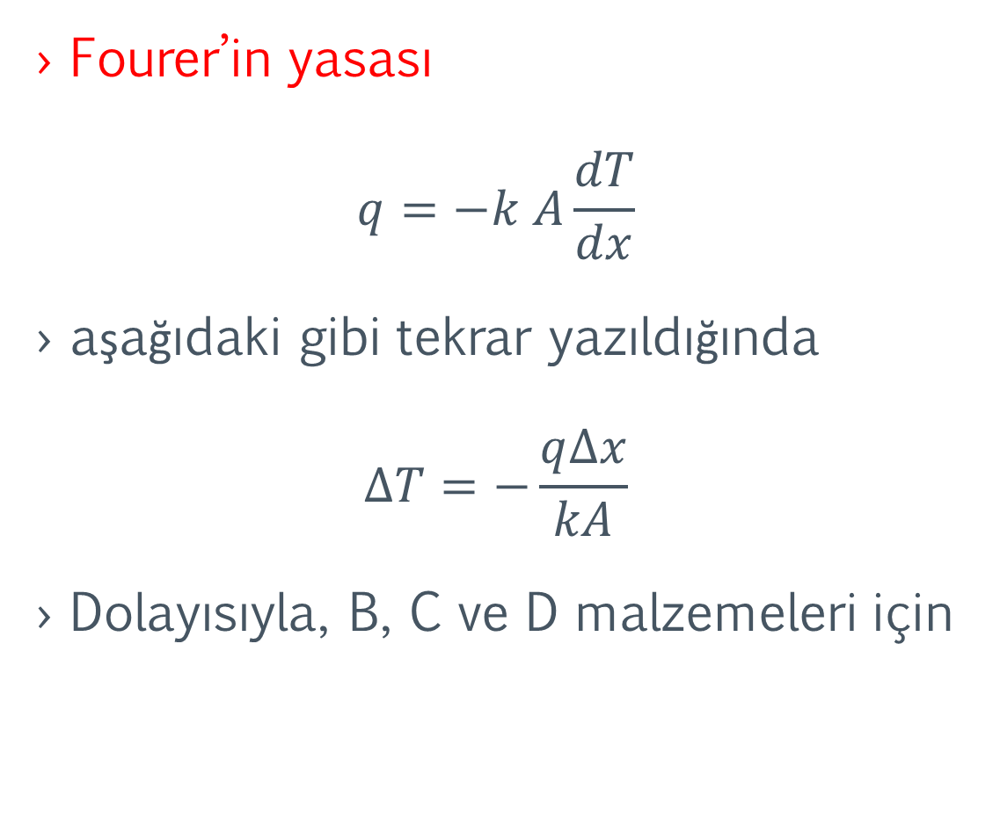 › Fourer’in yasası
q = −k A dT/dx
› aşağıdaki gibi tekrar yazıldığında
ΔT = − qΔx/kA
› Dolayısıyla, B, C ve D malzemeleri için